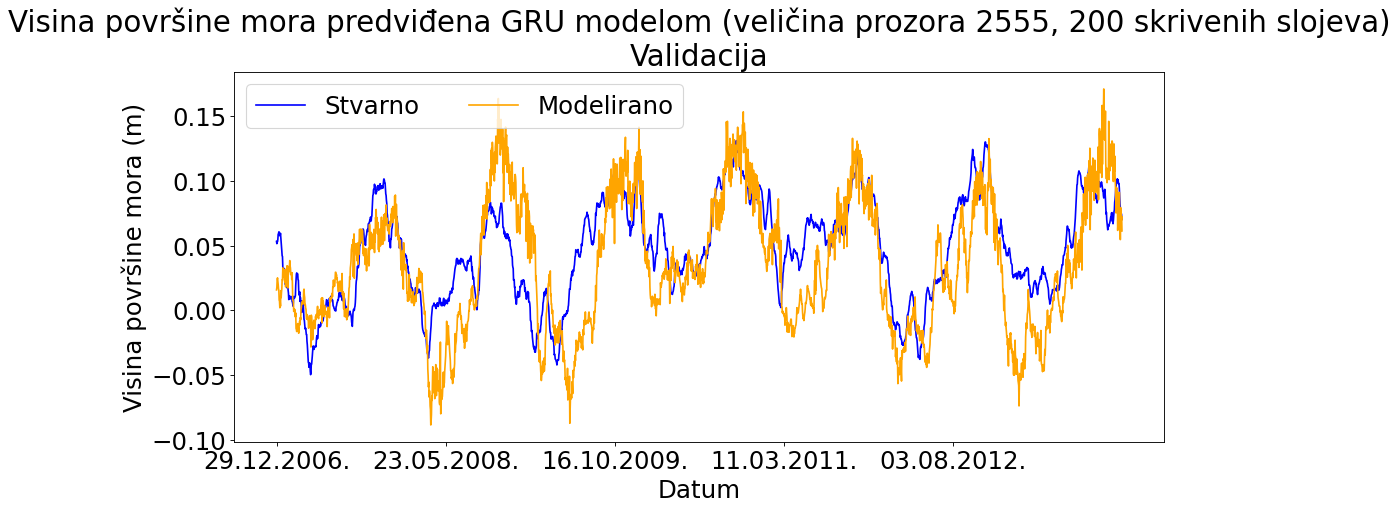 Visina površine mora predviđena GRU modelom (veličina prozora 2555, 200 skrivenih slojeva)
Validacija
Stvarno
Modelirano
Visina površine mora (m)
0.15
0.10
0.05
0.00
−0.05
−0.10
29.12.2006.
23.05.2008.
16.10.2009.
11.03.2011.
03.08.2012.
Datum